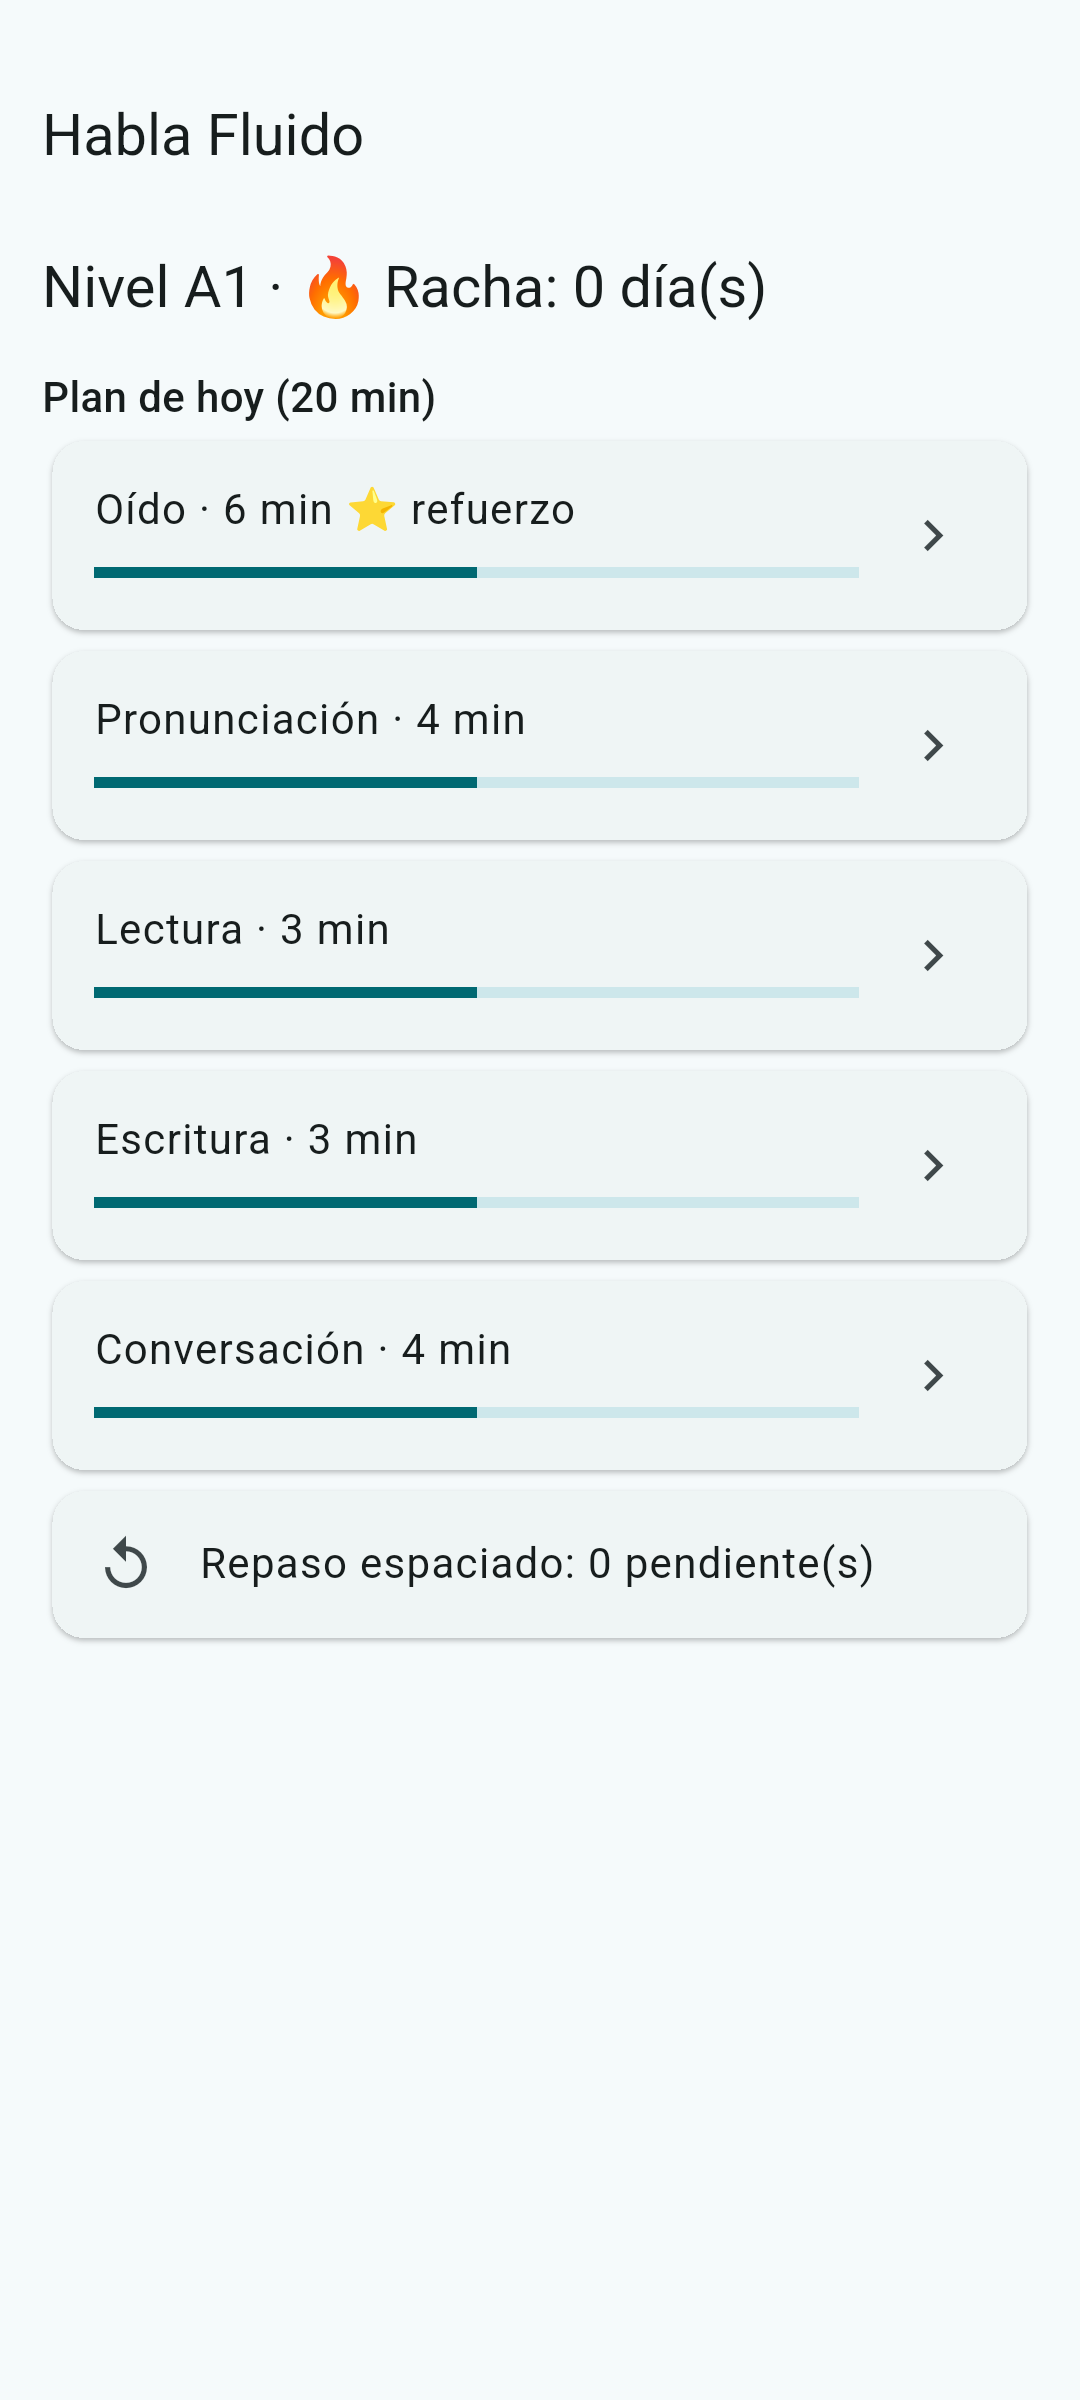 Habla Fluido
Nivel A1 · 🔥 Racha: 0 día(s)
Plan de hoy (20 min)
Oído · 6 min ⭐ refuerzo
Pronunciación · 4 min
Lectura · 3 min
Escritura · 3 min
Conversación · 4 min
Repaso espaciado: 0 pendiente(s)